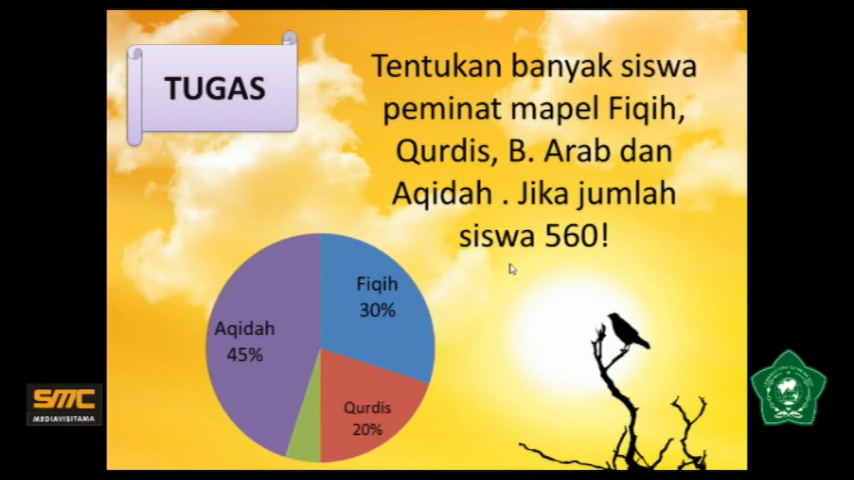 TUGAS
Tentukan banyak siswa
peminat mapel Fiqih,
Qurdis, B. Arab dan
Aqidah . Jika jumlah
siswa 560!
Fiqih
30%
Aqidah
45%
Qurdis
20%
SMC
MEDIAVISITAMA